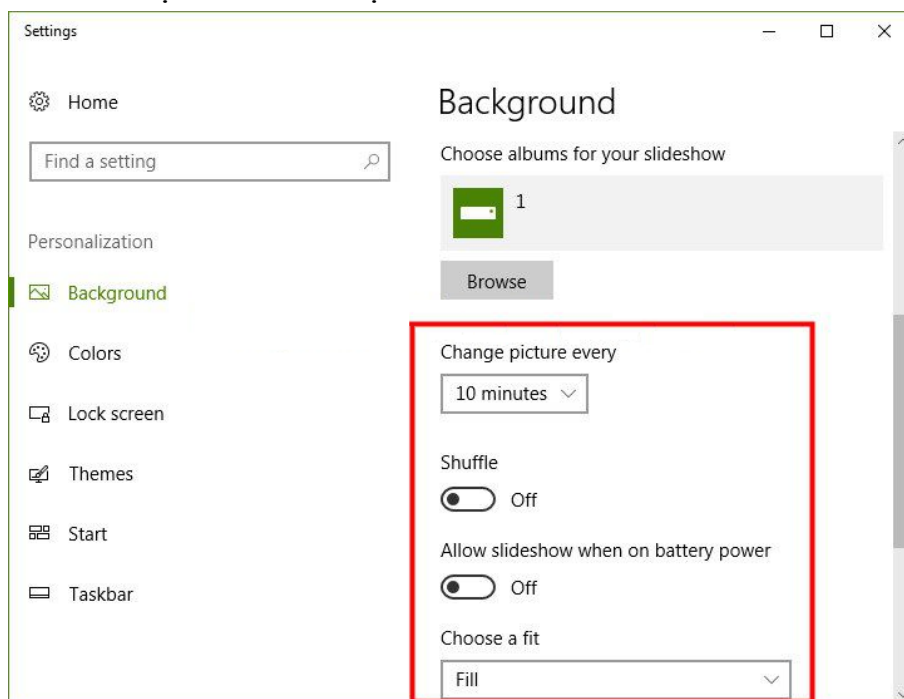 Settings
Home
Find a setting
Personalization
Background
Colors
Lock screen
Themes
Start
Taskbar
Background
Choose albums for your slideshow
1
Browse
Change picture every
10 minutes
Shuffle
Off
Allow slideshow when on battery power
Off
Choose a fit
Fill